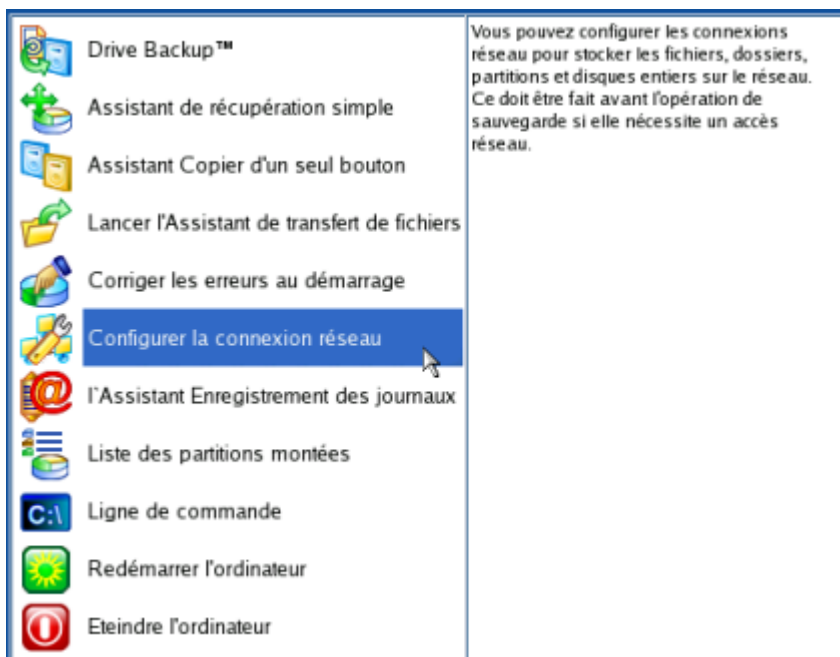 Drive Backup™
Assistant de récupération simple
Assistant Copier d'un seul bouton
Lancer l'Assistant de transfert de fichiers
Corriger les erreurs au démarrage
Configurer la connexion réseau
l`Assistant Enregistrement des journaux
Liste des partitions montées
C:\
Ligne de commande
Redémarrer l'ordinateur
Eteindre l'ordinateur
Vous pouvez configurer les connexions
réseau pour stocker les fichiers, dossiers,
partitions et disques entiers sur le réseau.
Ce doit être fait avant l'opération de
sauvegarde si elle nécessite un accès
réseau.